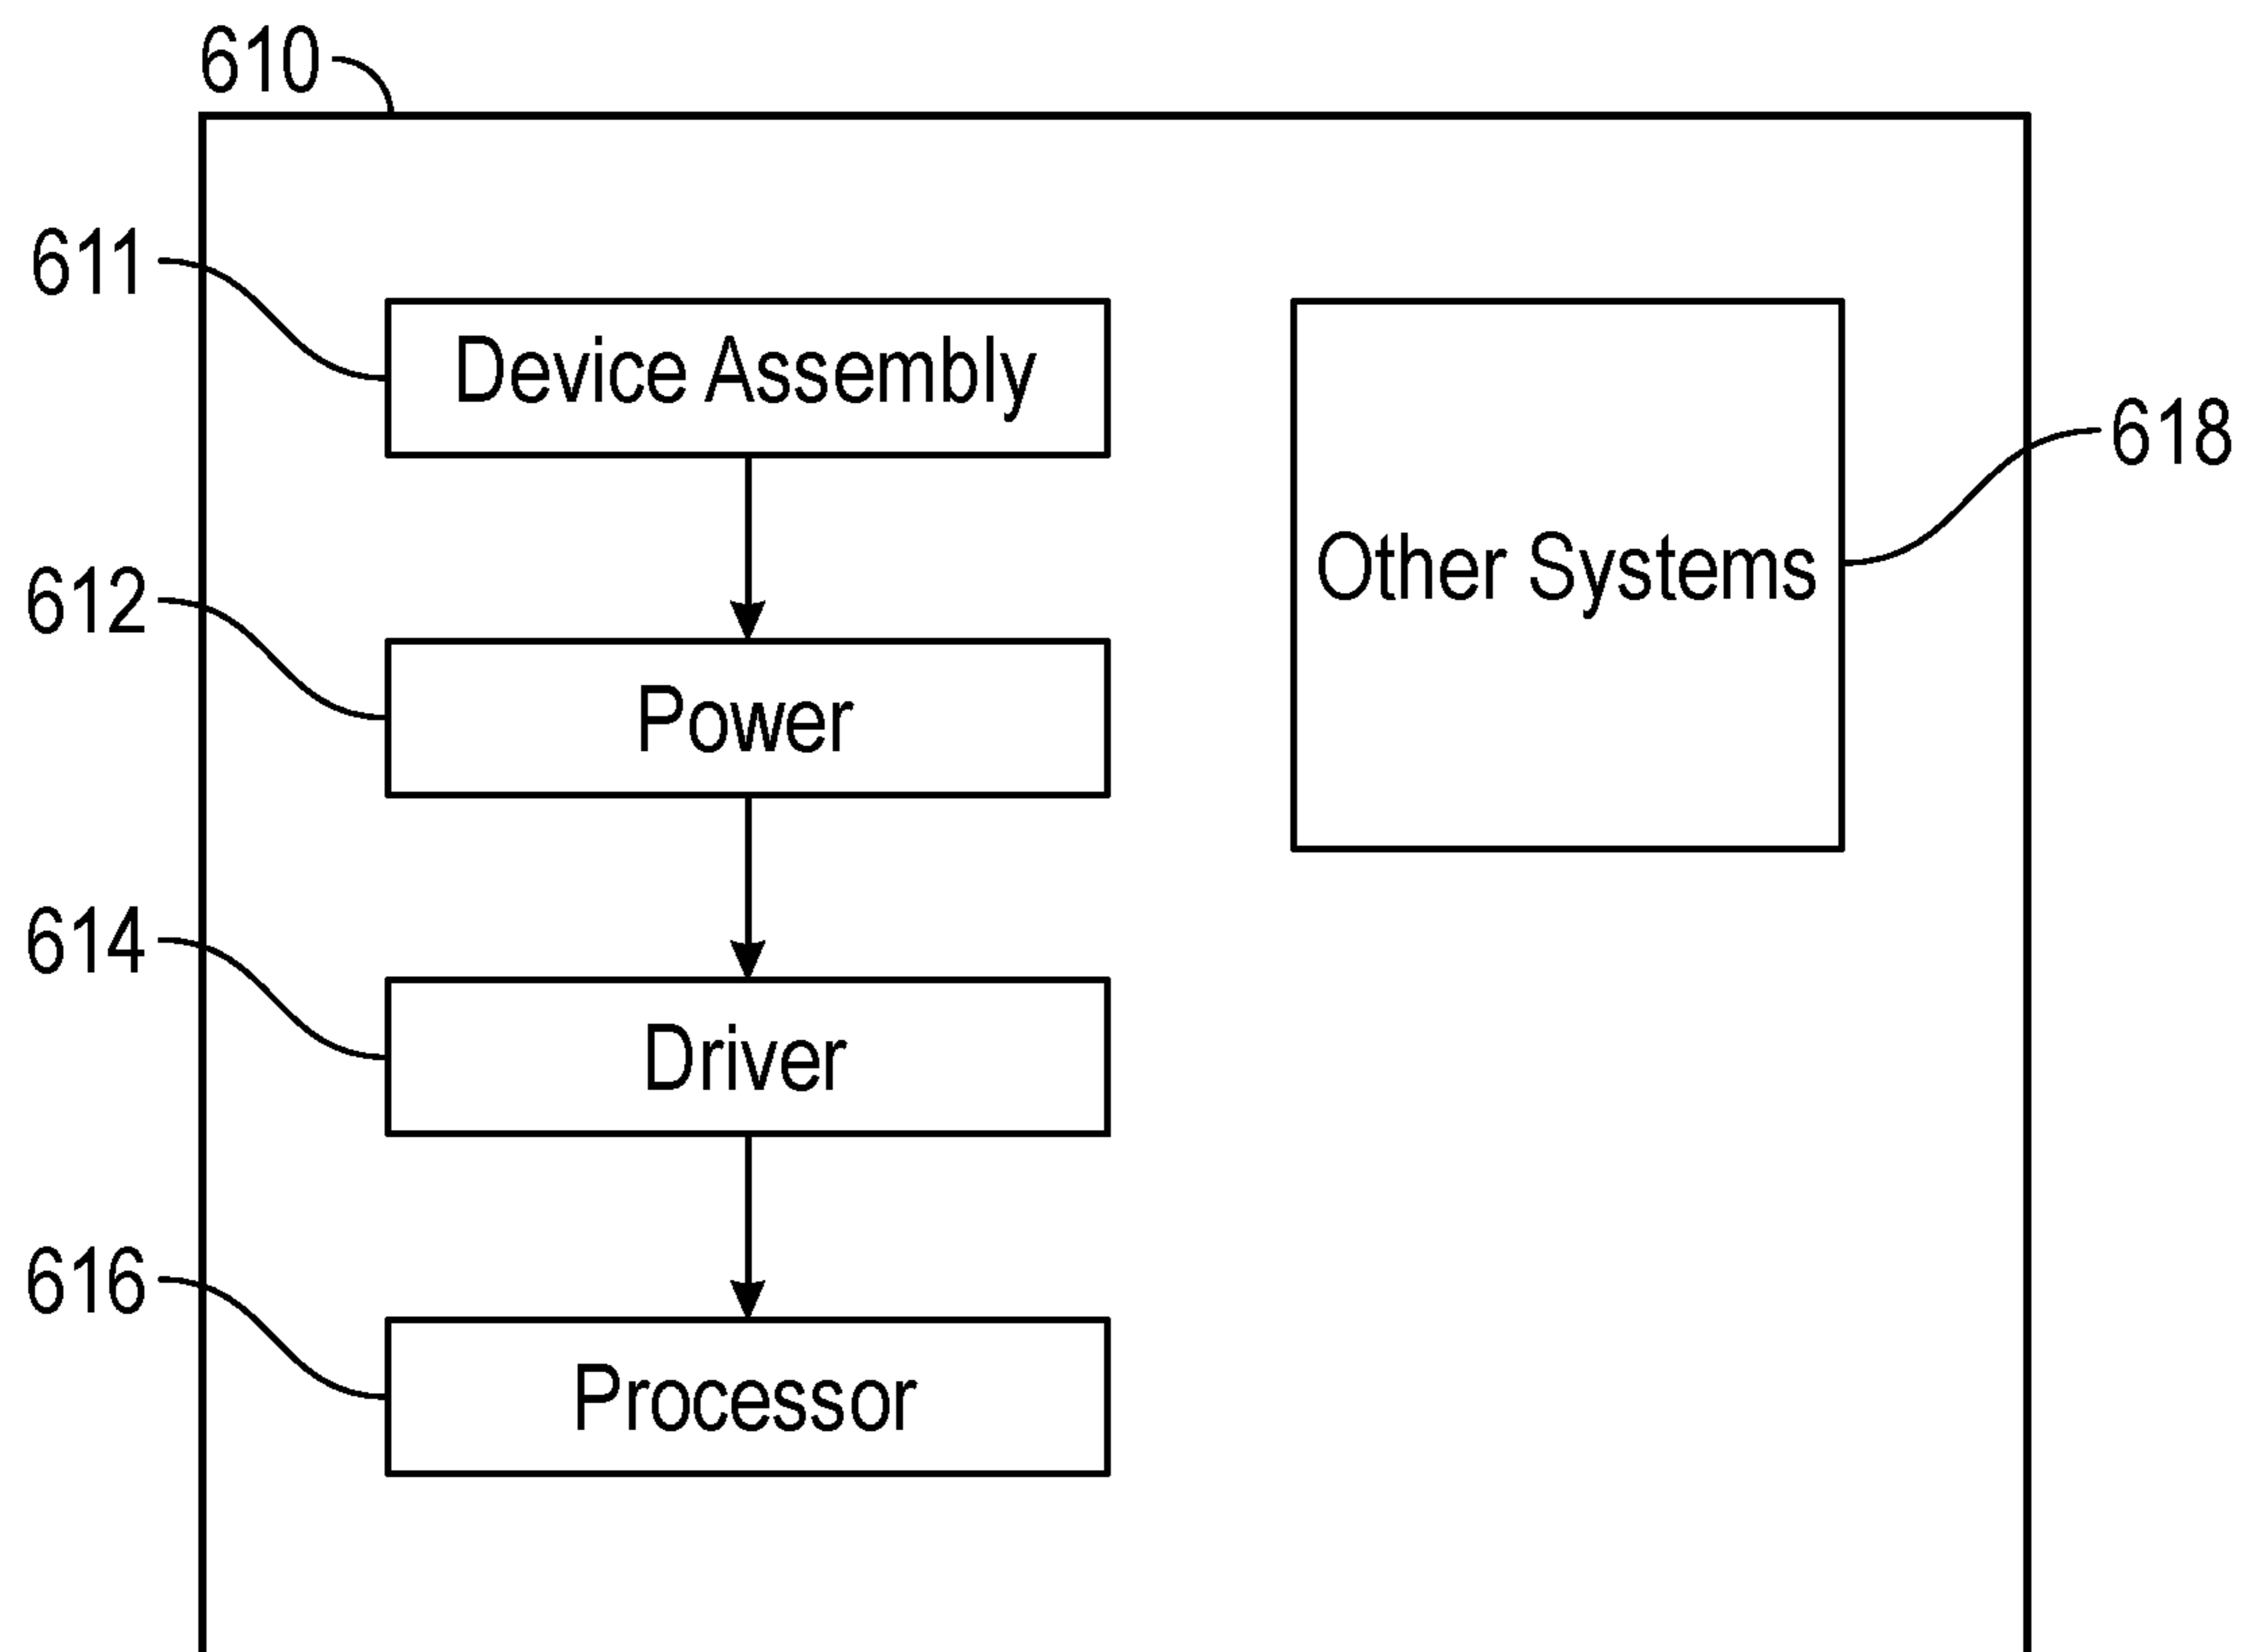 610
611
Device Assembly
618
Other Systems
612
Power
614
Driver
616
Processor